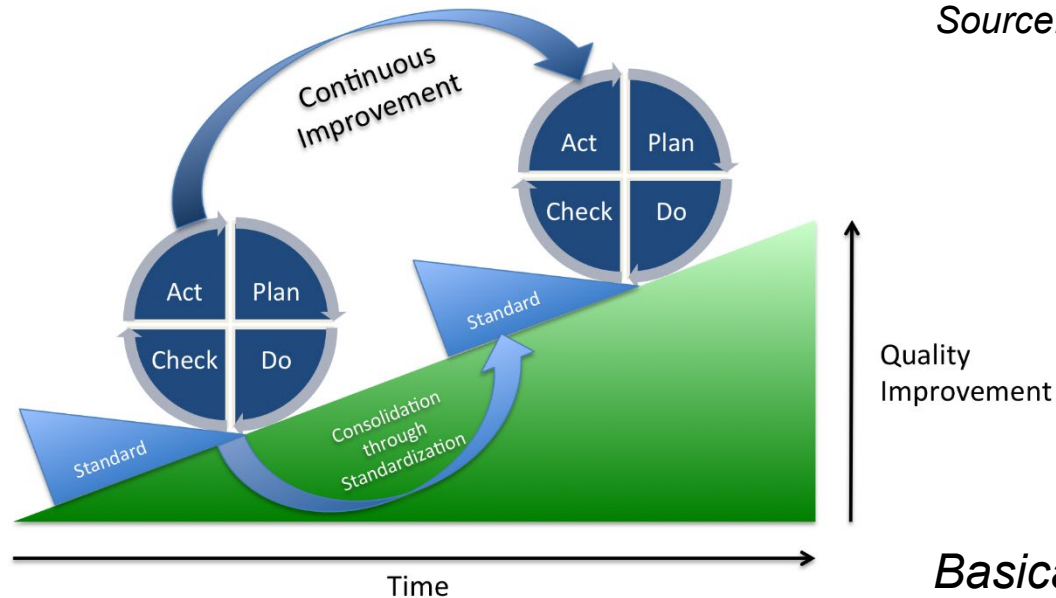 Source:
Continuous
Improvement
Act Plan
Check Do
Standard
Act Plan
Check Do
Standard
Consolidation
through
Standardization
Quality
Improvement
Time